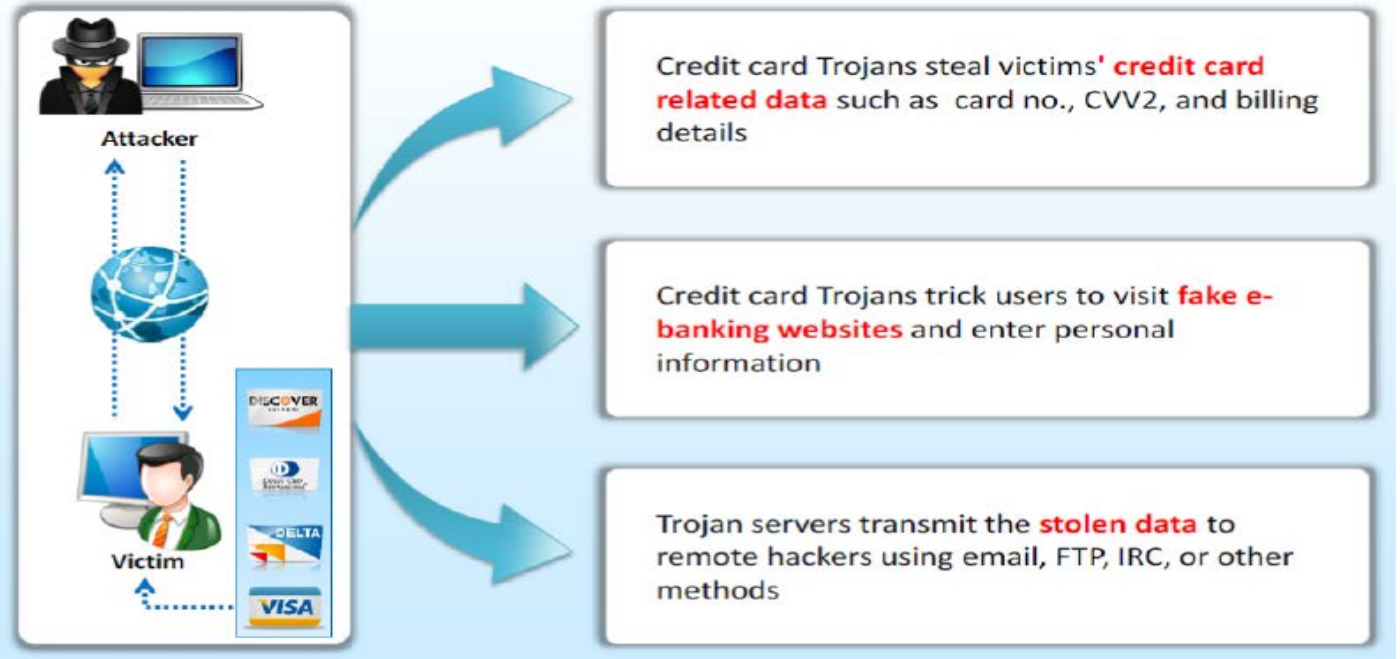 Attacker
DISCOVER
DELTA
Victim
VISA
Credit card Trojans steal victims' credit card
related data such as card no., CVV2, and billing
details
Credit card Trojans trick users to visit fake e-
banking websites and enter personal
information
Trojan servers transmit the stolen data to
remote hackers using email, FTP, IRC, or other
methods